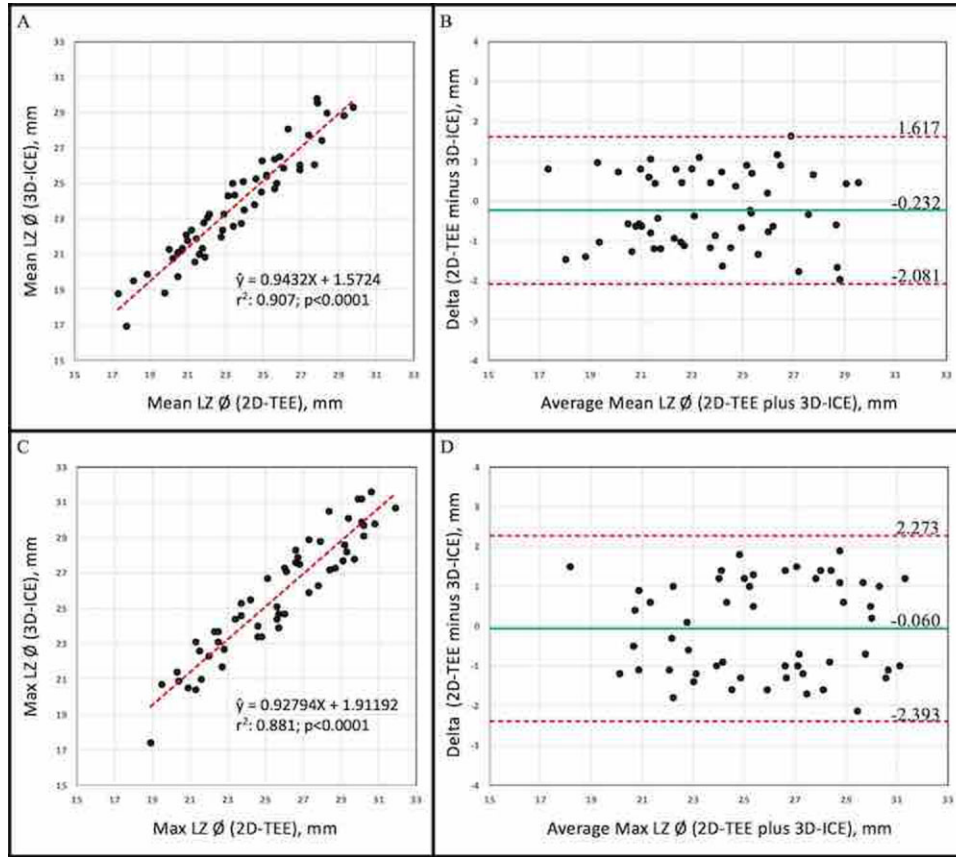 A
33
31
29
27
25
23
21
19
17
15
Mean LZ Ø (3D-ICE), mm
ŷ = 0.9432X + 1.5724
r²: 0.907; p<0.0001
15 17 19 21 23 25 27 29 31 33
Mean LZ Ø (2D-TEE), mm
B
4
3
2
1
0
-1
-2
-3
-4
Delta (2D-TEE minus 3D-ICE), mm
1.617
-0.232
-2.081
15 17 19 21 23 25 27 29 31 33
Average Mean LZ Ø (2D-TEE plus 3D-ICE), mm
C
33
31
29
27
25
23
21
19
17
15
Max LZ Ø (3D-ICE), mm
ŷ = 0.92794X + 1.91192
r²: 0.881; p<0.0001
15 17 19 21 23 25 27 29 31 33
Max LZ Ø (2D-TEE), mm
D
4
3
2
1
0
-1
-2
-3
-4
Delta (2D-TEE minus 3D-ICE), mm
2.273
-0.060
-2.393
15 17 19 21 23 25 27 29 31 33
Average Max LZ Ø (2D-TEE plus 3D-ICE), mm